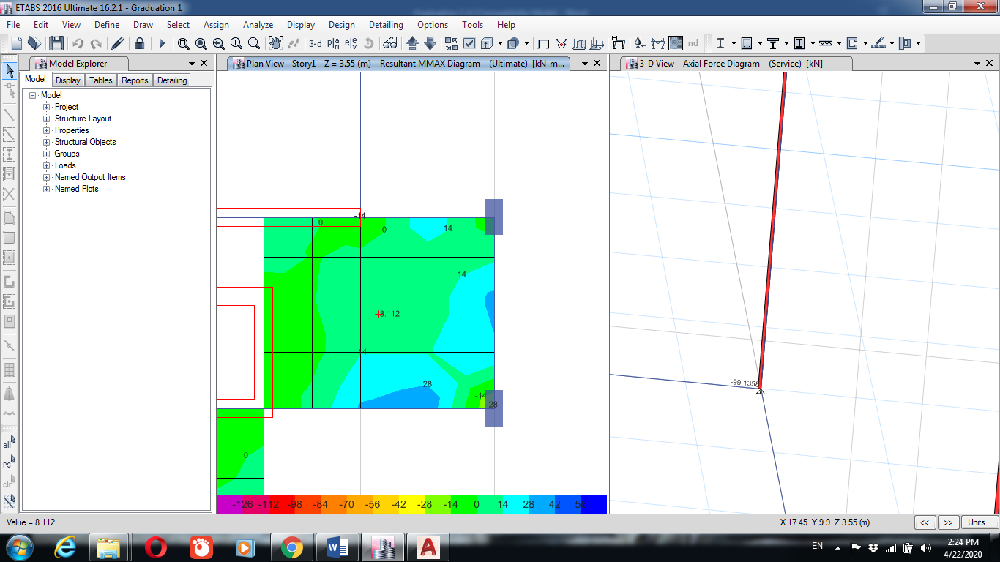 ETABS 2016 Ultimate 16.2.1 - Graduation 1
File Edit View Define Draw Select Assign Analyze Display Design Detailing Options Tools Help
3-d plà elê nd
Model Explorer
Model Display Tables Reports Detailing
Model
Project
Structure Layout
Properties
Structural Objects
Groups
Loads
Named Output Items
Named Plots
all
PS
clr
Plan View - Story1 - Z = 3.55 (m) Resultant MMAX Diagram (Ultimate) [kN-m...
-14
0
0
14
14
8.112
14
28
-14
-28
0
-126 -112 -98 -84 -70 -56 -42 -28 -14 0 14 28 42
3-D View Axial Force Diagram (Service) [kN]
-99.1358
Value = 8.112
X 17.45 Y 9.9 Z 3.55 (m)
<< >> Units...
EN
2:24 PM
4/22/2020